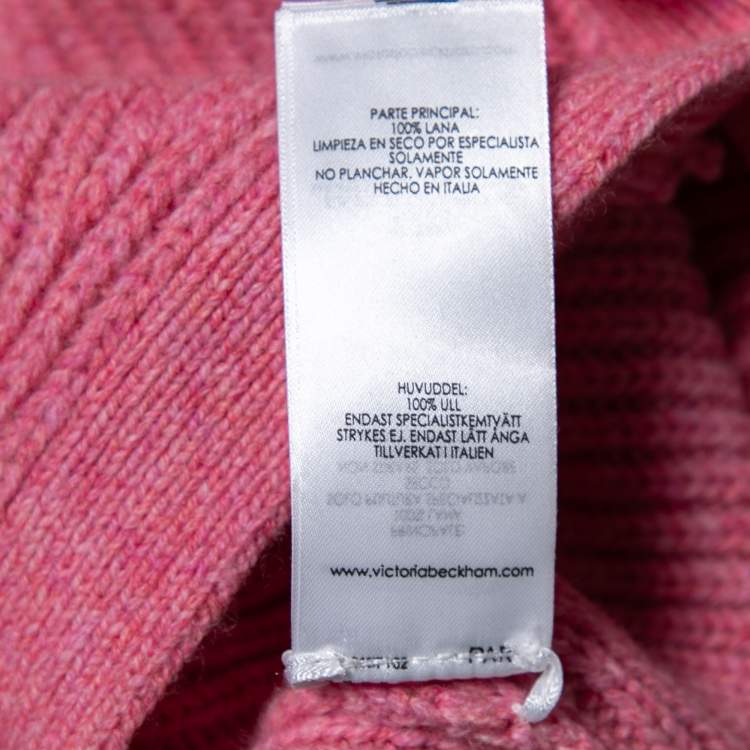 PARTE PRINCIPAL:
100% LANA
LIMPIEZA EN SECO POR ESPECIALISTA
SOLAMENTE
NO PLANCHAR. VAPOR SOLAMENTE
HECHO EN ITALIA
HUVUDDEL:
100% ULL
ENDAST SPECIALISTKEMTVÄTT
STRYKES EJ. ENDAST LÄTT ÅNGA
TILLVERKAT I ITALIEN
www.victoriabeckham.com
PAR